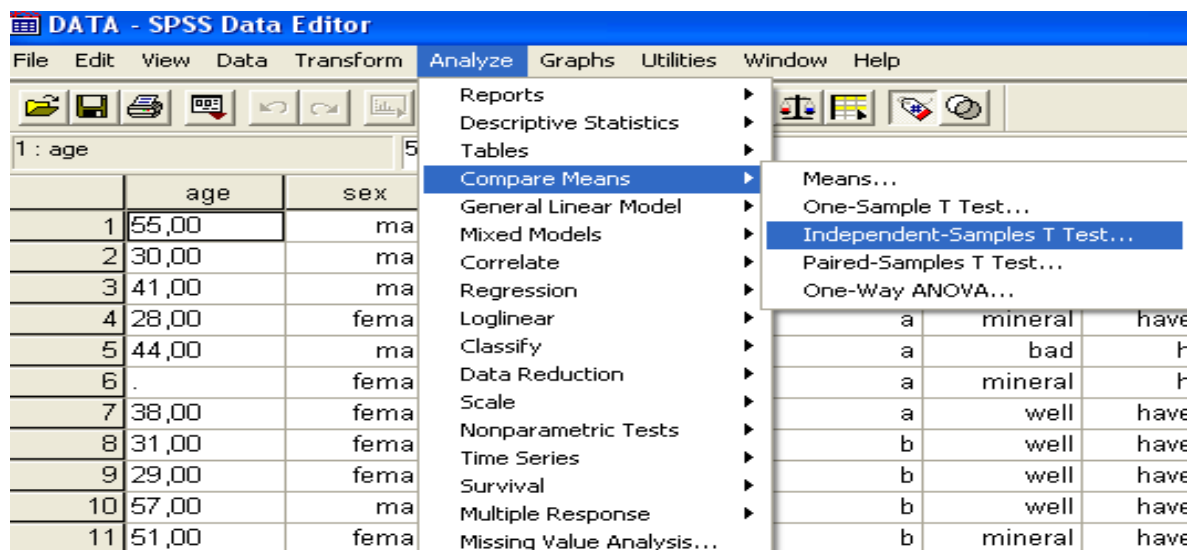 DATA - SPSS Data Editor
File Edit View Data Transform Analyze Graphs Utilities Window Help
1 : age 5
age sex
1 55,00 ma
2 30,00 ma
3 41,00 ma
4 28,00 fema a mineral have
5 44,00 ma a bad h
6 . fema a mineral h
7 38,00 fema a well have
8 31,00 fema b well have
9 29,00 fema b well have
10 57,00 ma b well have
11 51,00 fema b mineral have
Reports
Descriptive Statistics
Tables
Compare Means
General Linear Model
Mixed Models
Correlate
Regression
Loglinear
Classify
Data Reduction
Scale
Nonparametric Tests
Time Series
Survival
Multiple Response
Missing Value Analysis...
Means...
One-Sample T Test...
Independent-Samples T Test...
Paired-Samples T Test...
One-Way ANOVA...